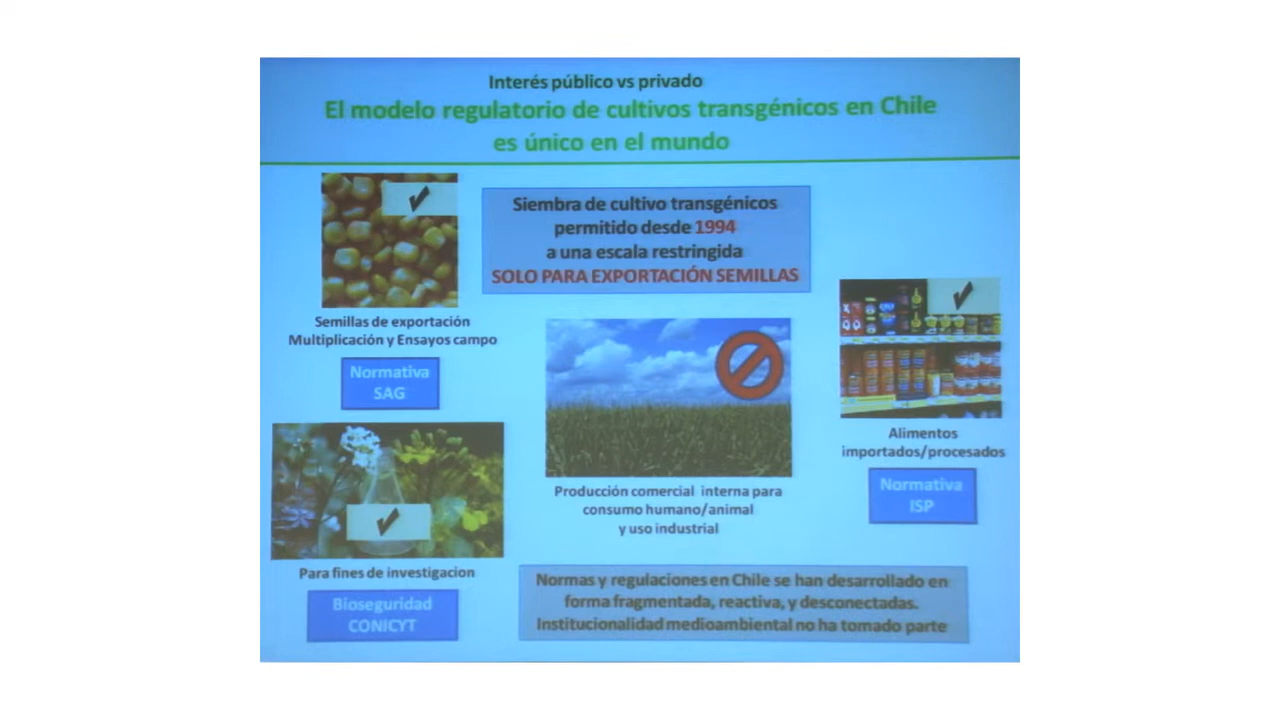 Interés público vs privado
El modelo regulatorio de cultivos transgénicos en Chile
es único en el mundo
Siembra de cultivo transgénicos
permitido desde 1994
a una escala restringida
SOLO PARA EXPORTACIÓN SEMILLAS
Semillas de exportación
Multiplicación y Ensayos campo
Normativa
SAG
Para fines de investigacion
Bioseguridad
CONICYT
Producción comercial interna para
consumo humano/animal
y uso industrial
Alimentos
importados/procesados
Normativa
ISP
Normas y regulaciones en Chile se han desarrollado en
forma fragmentada, reactiva, y desconectadas.
Institucionalidad medioambiental no ha tomado parte